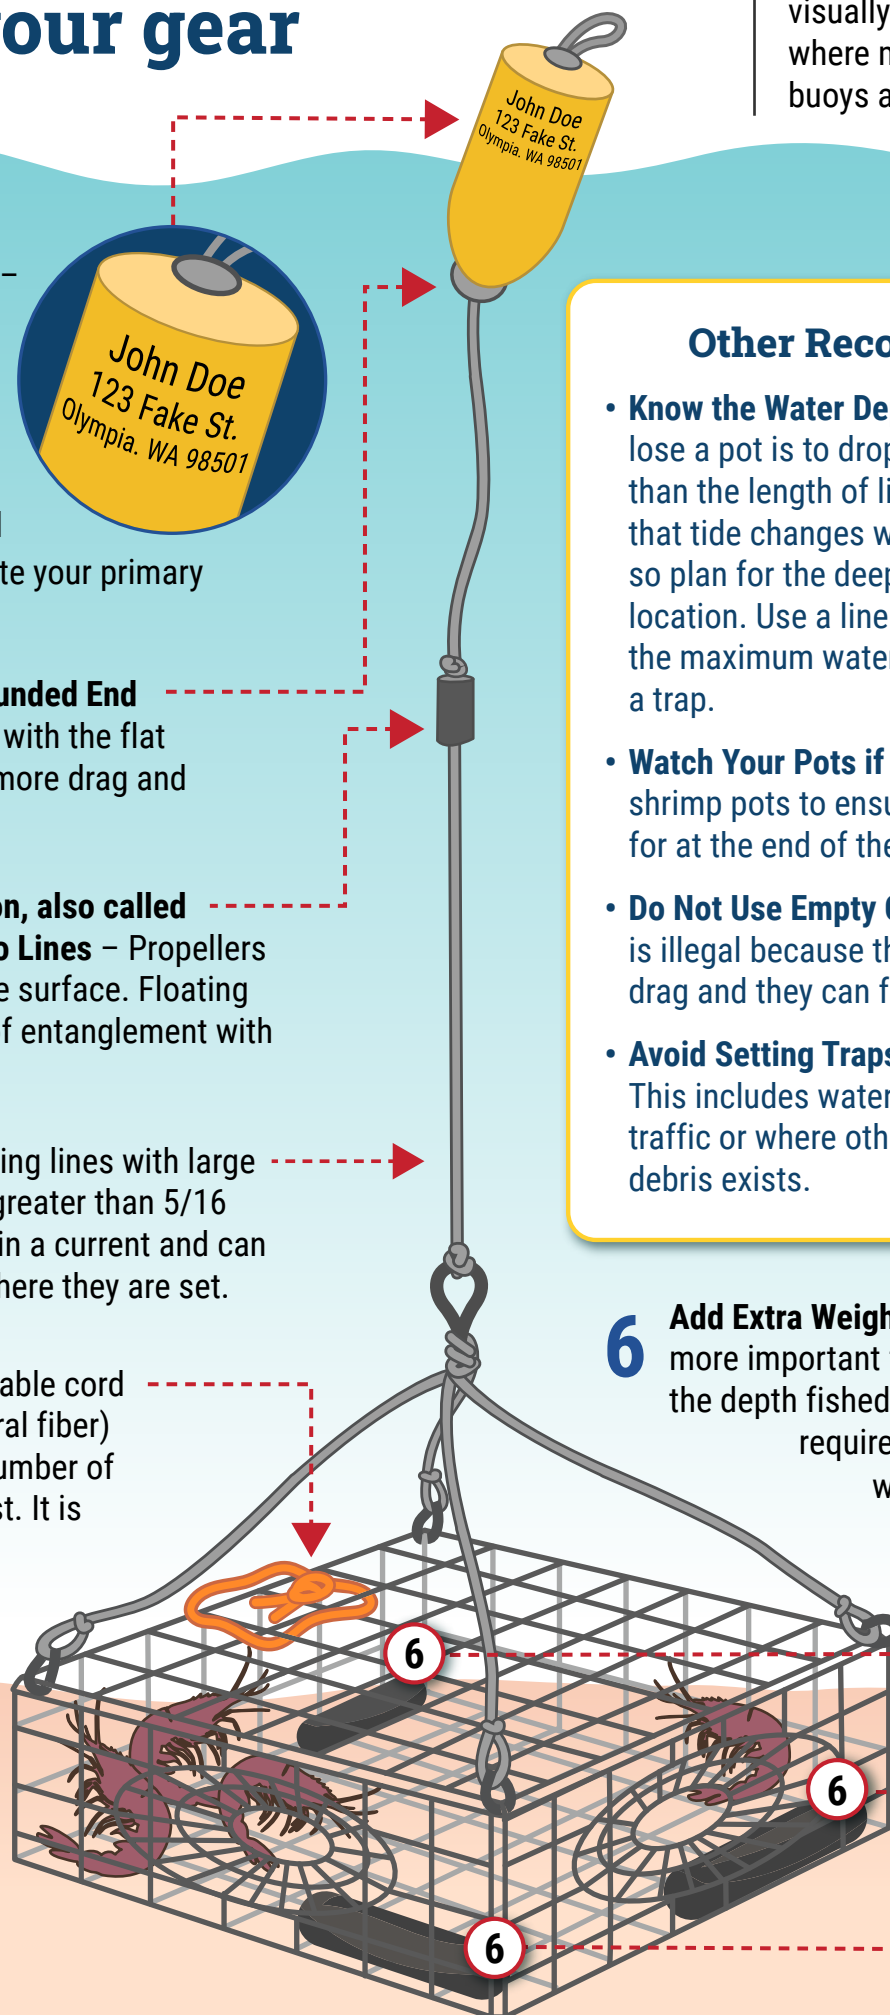 our gear
visually
where
buoys a
John Doe
123 Fake St.
Olympia. WA 98501
–
John Doe
123 Fake St.
Olympia. WA 98501
te your primary
unded End
with the flat
more drag and
on, also called
o Lines – Propellers
e surface. Floating
f entanglement with
ing lines with large
greater than 5/16
in a current and can
here they are set.
able cord
ral fiber)
umber of
st. It is
Other Reco
• Know the Water De
lose a pot is to drop
than the length of li
that tide changes w
so plan for the deep
location. Use a line
the maximum water
a trap.
• Watch Your Pots if
shrimp pots to ensu
for at the end of the
• Do Not Use Empty
is illegal because th
drag and they can f
• Avoid Setting Traps
This includes water
traffic or where oth
debris exists.
6 Add Extra Weigh
more important
the depth fished
require
w
6
6
6